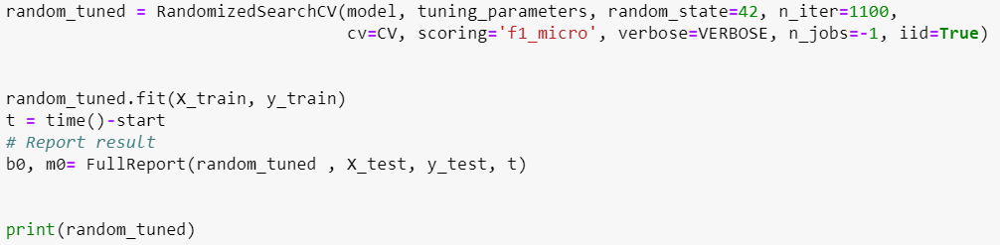 random_tuned = RandomizedSearchCV(model, tuning_parameters, random_state=42, n_iter=1100,
cv=CV, scoring='f1_micro', verbose=VERBOSE, n_jobs=-1, iid=True)
random_tuned.fit(X_train, y_train)
t = time()-start
# Report result
b0, m0= FullReport(random_tuned , X_test, y_test, t)
print(random_tuned)